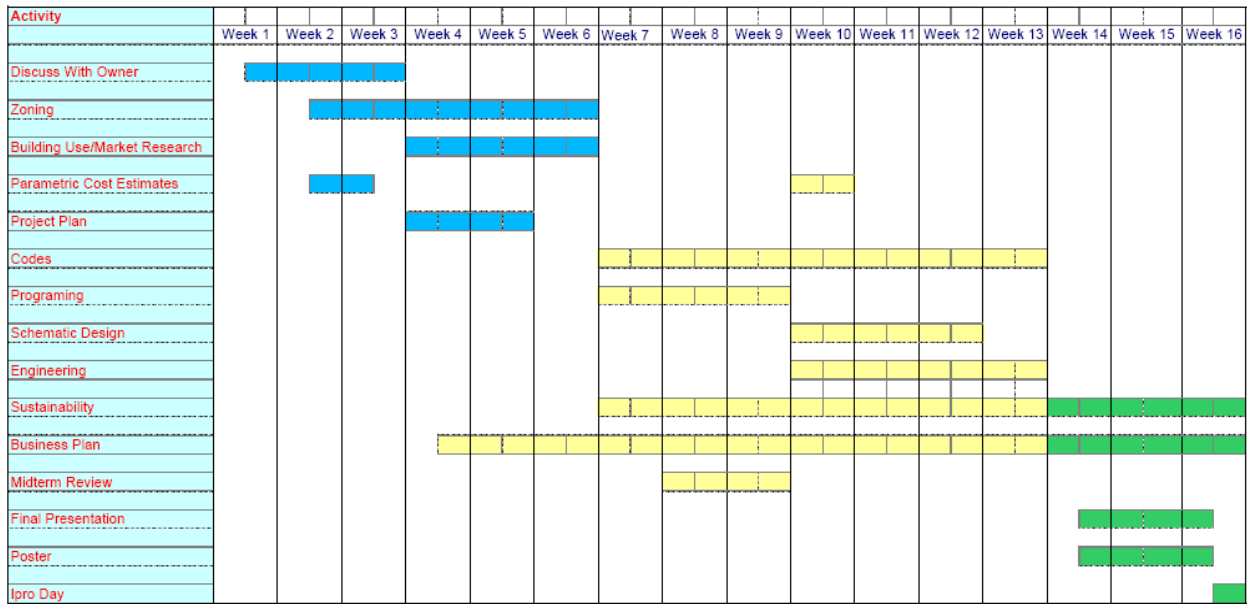 Activity
Week 1 Week 2 Week 3 Week 4 Week 5 Week 6 Week 7 Week 8 Week 9 Week 10 Week 11 Week 12 Week 13 Week 14 Week 15 Week 16
Discuss With Owner
Zoning
Building Use/Market Research
Parametric Cost Estimates
Project Plan
Codes
Programing
Schematic Design
Engineering
Sustainability
Business Plan
Midterm Review
Final Presentation
Poster
Ipro Day